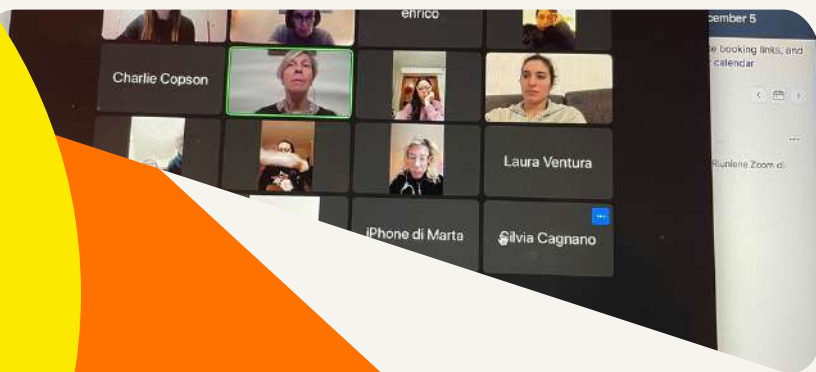 enrico
cember 5
e booking links, and
calendar
Charlie Copson
Laura Ventura
Riunione Zoom di
iPhone di Marta
Silvia Cagnano